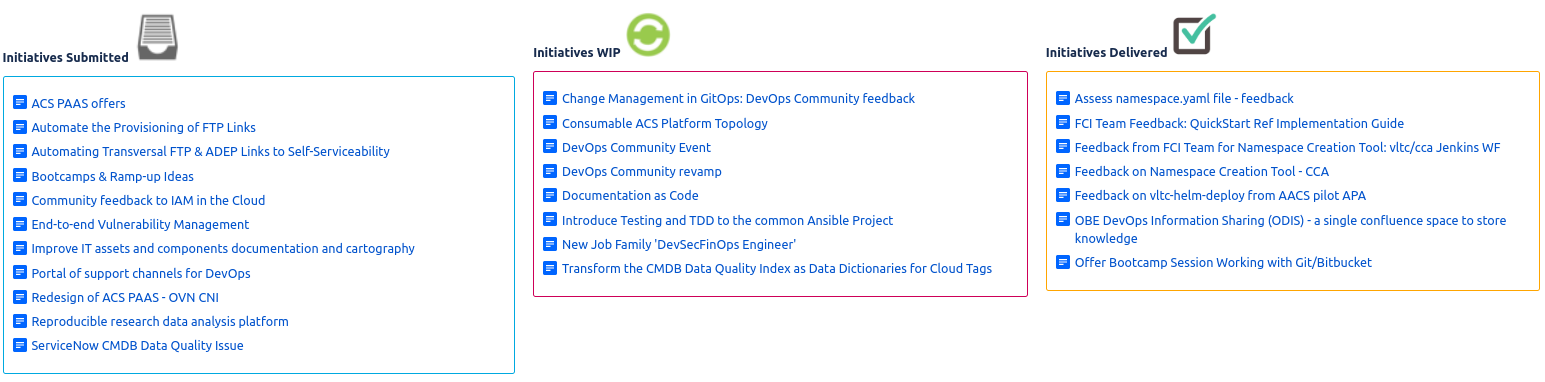 Initiatives Submitted
ACS PAAS offers
Automate the Provisioning of FTP Links
Automating Transversal FTP & ADEP Links to Self-Serviceability
Bootcamps & Ramp-up Ideas
Community feedback to IAM in the Cloud
End-to-end Vulnerability Management
Improve IT assets and components documentation and cartography
Portal of support channels for DevOps
Redesign of ACS PAAS - OVN CNI
Reproducible research data analysis platform
ServiceNow CMDB Data Quality Issue
Initiatives WIP
Change Management in GitOps: DevOps Community feedback
Consumable ACS Platform Topology
DevOps Community Event
DevOps Community revamp
Documentation as Code
Introduce Testing and TDD to the common Ansible Project
New Job Family 'DevSecFinOps Engineer'
Transform the CMDB Data Quality Index as Data Dictionaries for Cloud Tags
Initiatives Delivered
Assess namespace.yaml file - feedback
FCI Team Feedback: QuickStart Ref Implementation Guide
Feedback from FCI Team for Namespace Creation Tool: vltc/cca Jenkins WF
Feedback on Namespace Creation Tool - CCA
Feedback on vltc-helm-deploy from AACS pilot APA
OBE DevOps Information Sharing (ODIS) - a single confluence space to store
knowledge
Offer Bootcamp Session Working with Git/Bitbucket